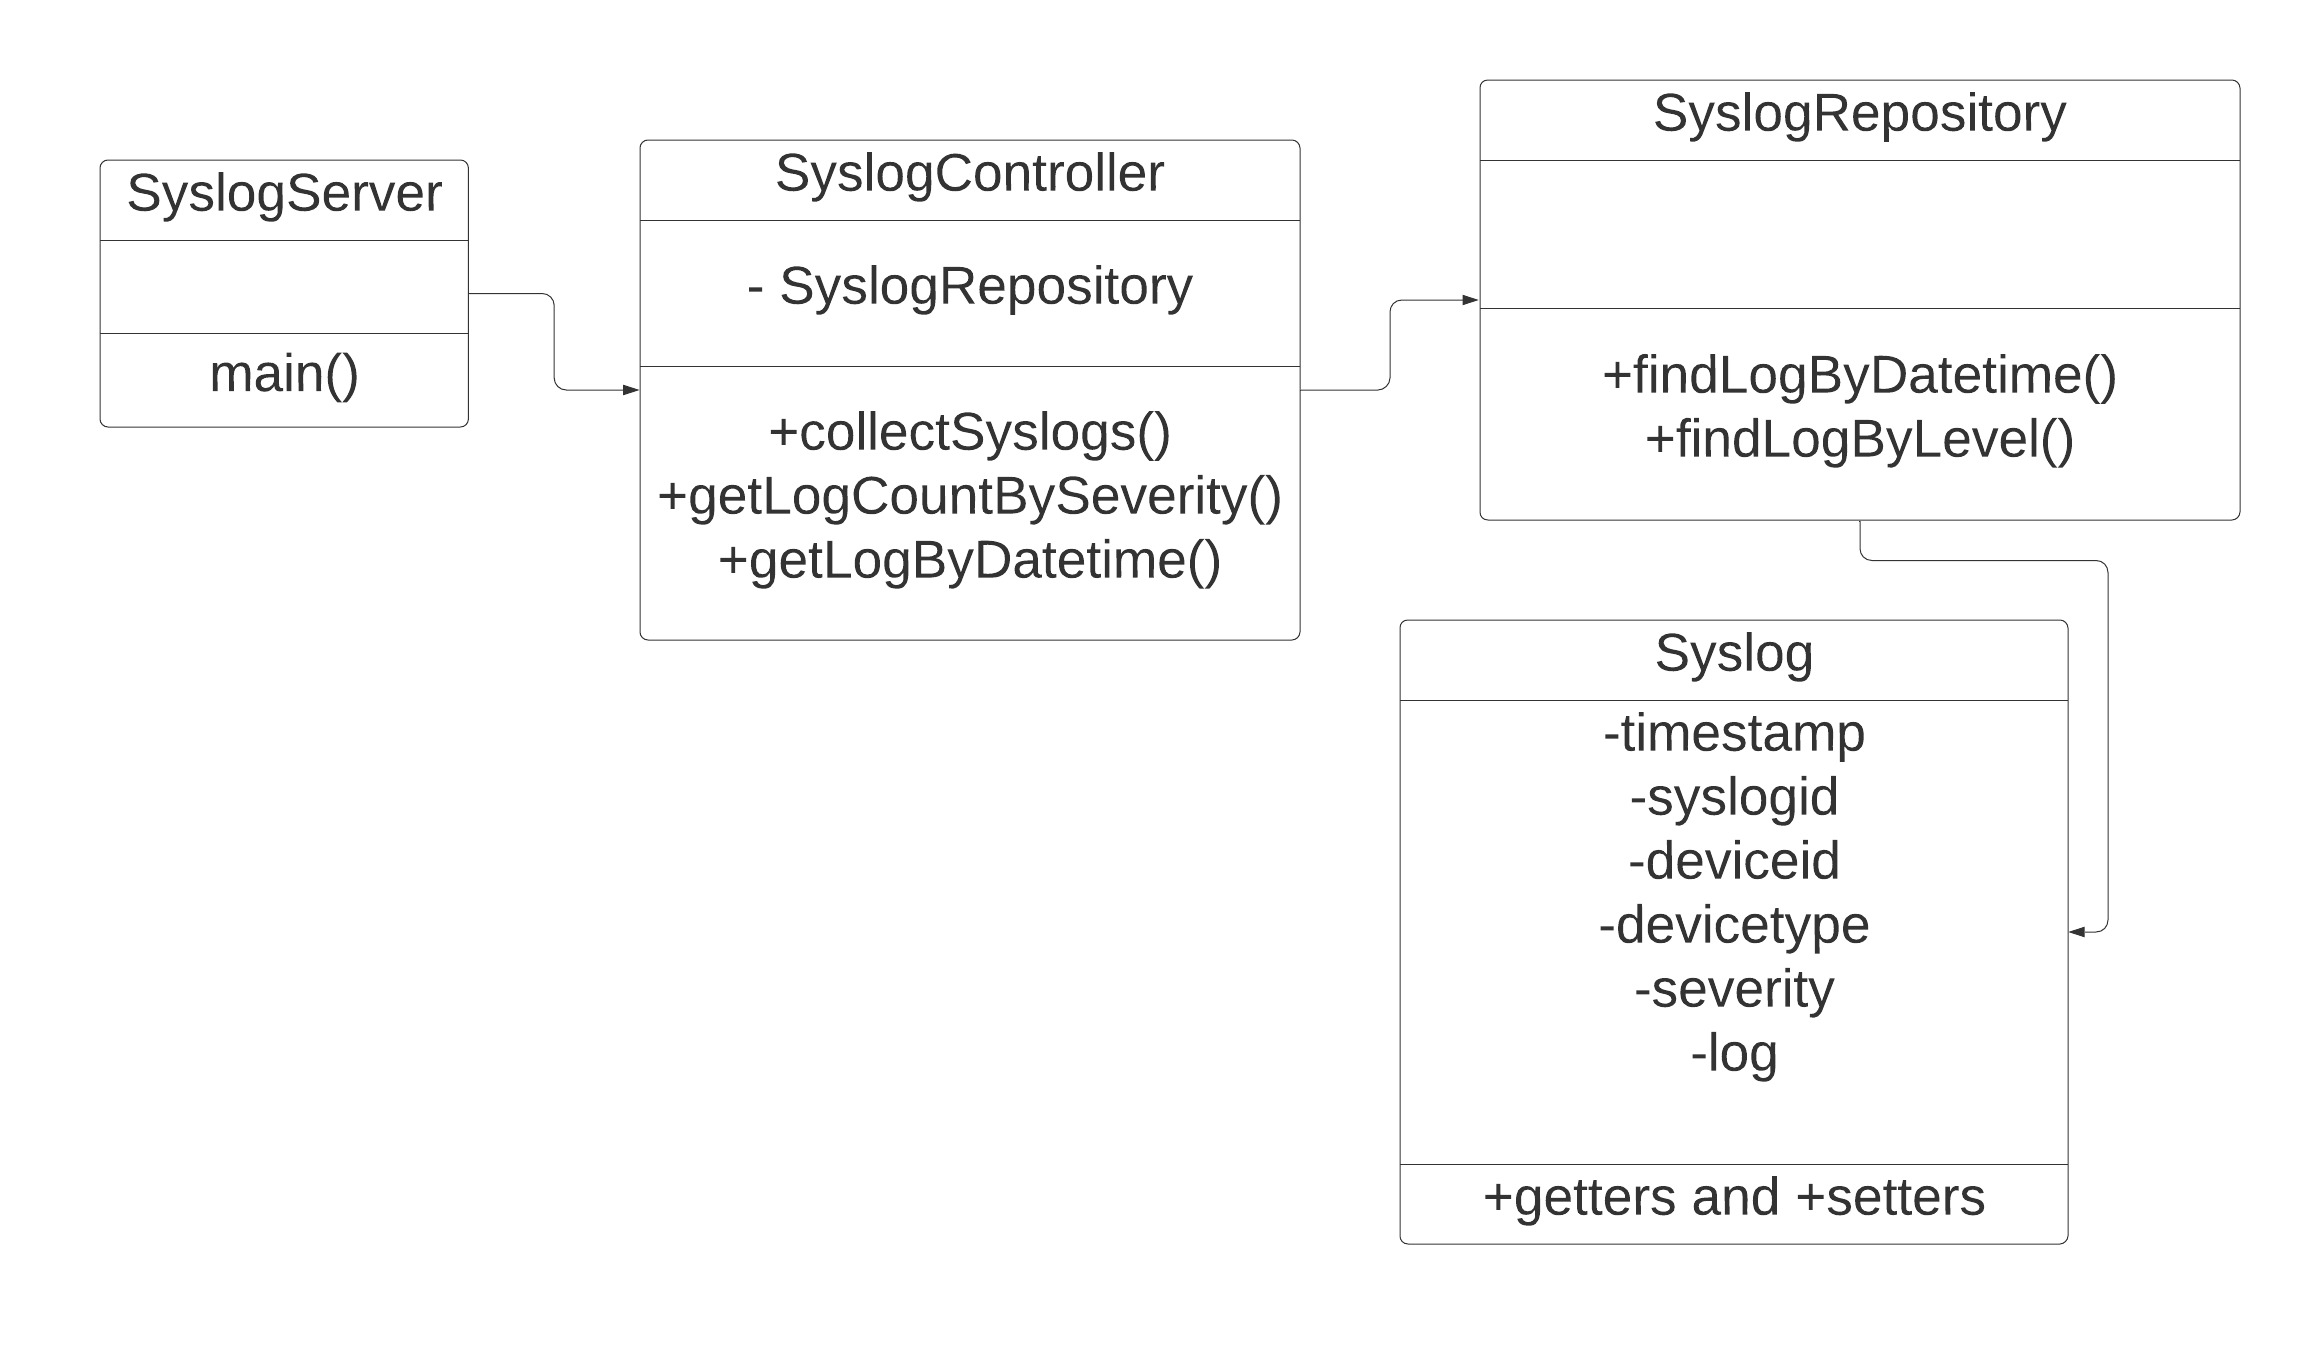 SyslogServer
main()
SyslogController
- SyslogRepository
+collectSyslogs()
+getLogCountBySeverity()
+getLogByDatetime()
SyslogRepository
+findLogByDatetime()
+findLogByLevel()
Syslog
-timestamp
-syslogid
-deviceid
-devicetype
-severity
-log
+getters and +setters